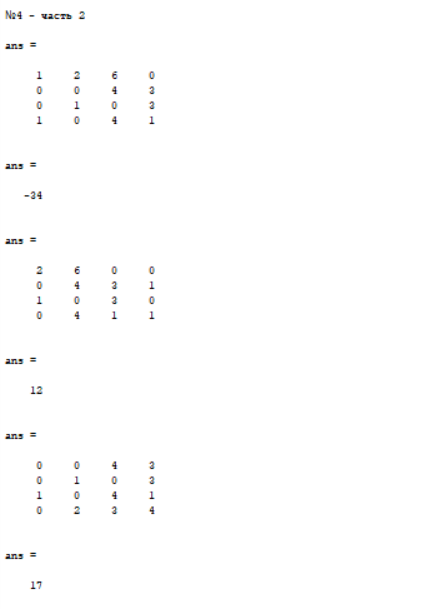 №4 - часть 2
ans =
1 2 6 0
0 0 4 3
0 1 0 3
1 0 4 1
ans =
-34
ans =
2 6 0 0
0 4 3 1
1 0 3 0
0 4 1 1
ans =
12
ans =
0 0 4 3
0 1 0 3
1 0 4 1
0 2 3 4
ans =
17